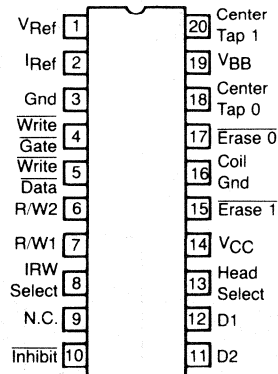 VRef 1
IRef 2
Gnd 3
Write
Gate 4
Write
Data 5
R/W2 6
R/W1 7
IRW
Select 8
N.C. 9
Inhibit 10
20 Center
Tap 1
19 VBB
18 Center
Tap 0
17 Erase 0
16 Coil
Gnd
15 Erase 1
14 VCC
13 Head
Select
12 D1
11 D2